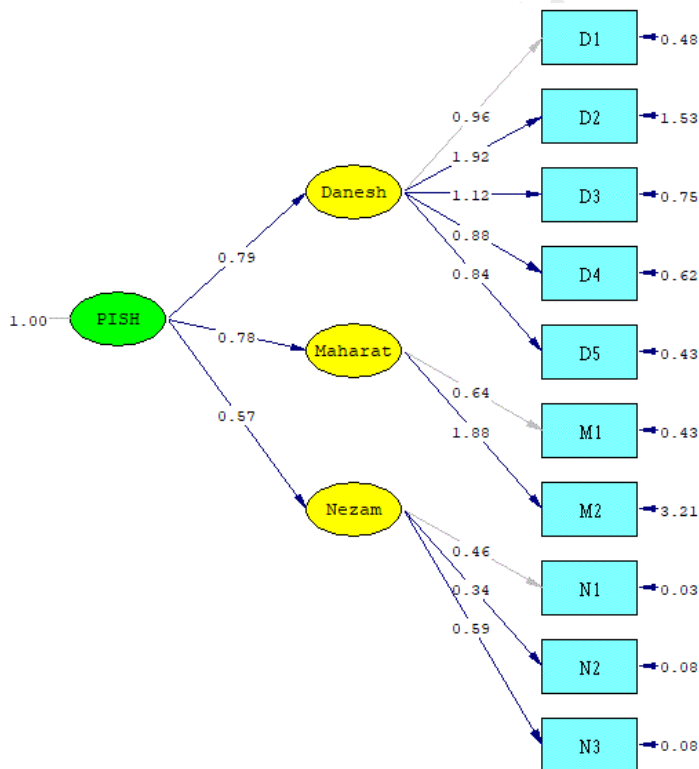 D1
0.48
0.96
D2
1.53
1.92
Danesh
1.12
D3
0.75
0.88
0.79
0.84
D4
0.62
1.00
PISH
0.78
Maharat
D5
0.43
0.64
0.57
1.88
M1
0.43
Nezam
M2
3.21
0.46
0.34
N1
0.03
0.59
N2
0.08
N3
0.08